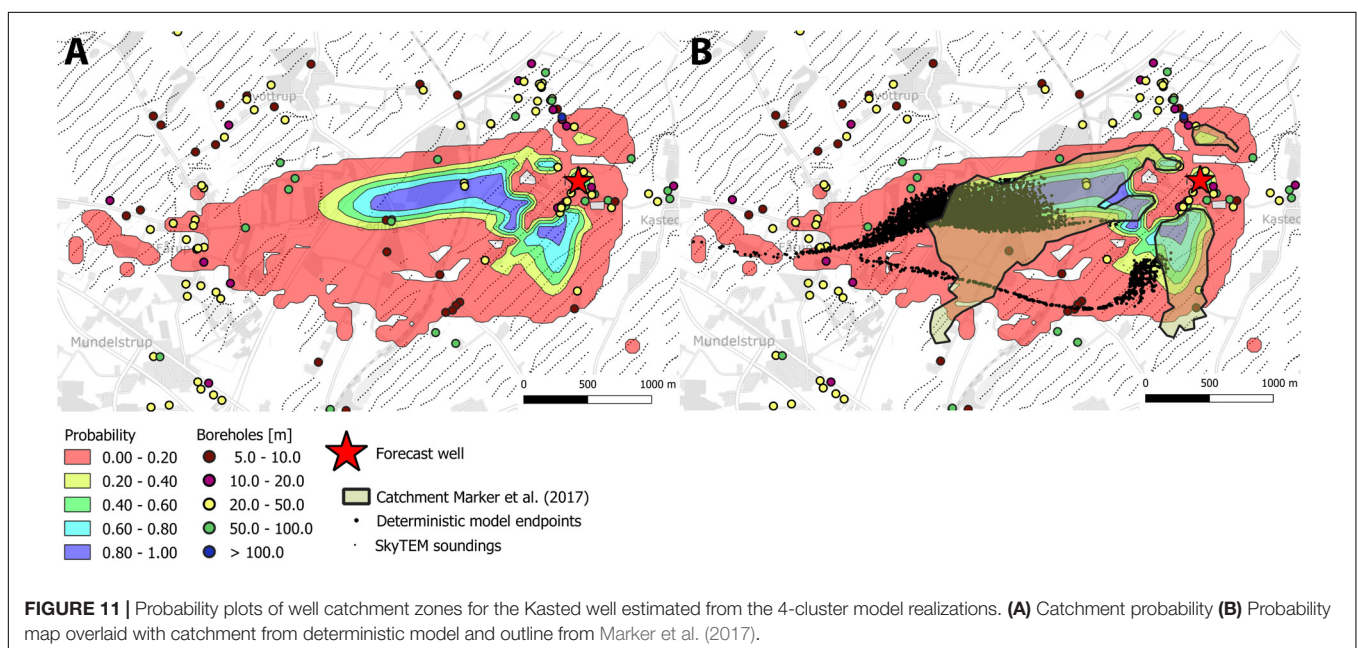 A
B
yottrup
yottrup
Kasted
Kastec
Fårup
Mundelstrup
Mundelstrup
0 500 1000 m
0 500 1000 m
Probability
0.00 - 0.20
0.20 - 0.40
0.40 - 0.60
0.60 - 0.80
0.80 - 1.00
Boreholes [m]
5.0 - 10.0
10.0 - 20.0
20.0 - 50.0
50.0 - 100.0
> 100.0
Forecast well
Catchment Marker et al. (2017)
Deterministic model endpoints
SkyTEM soundings
FIGURE 11 | Probability plots of well catchment zones for the Kasted well estimated from the 4-cluster model realizations. (A) Catchment probability (B) Probability
map overlaid with catchment from deterministic model and outline from Marker et al. (2017).